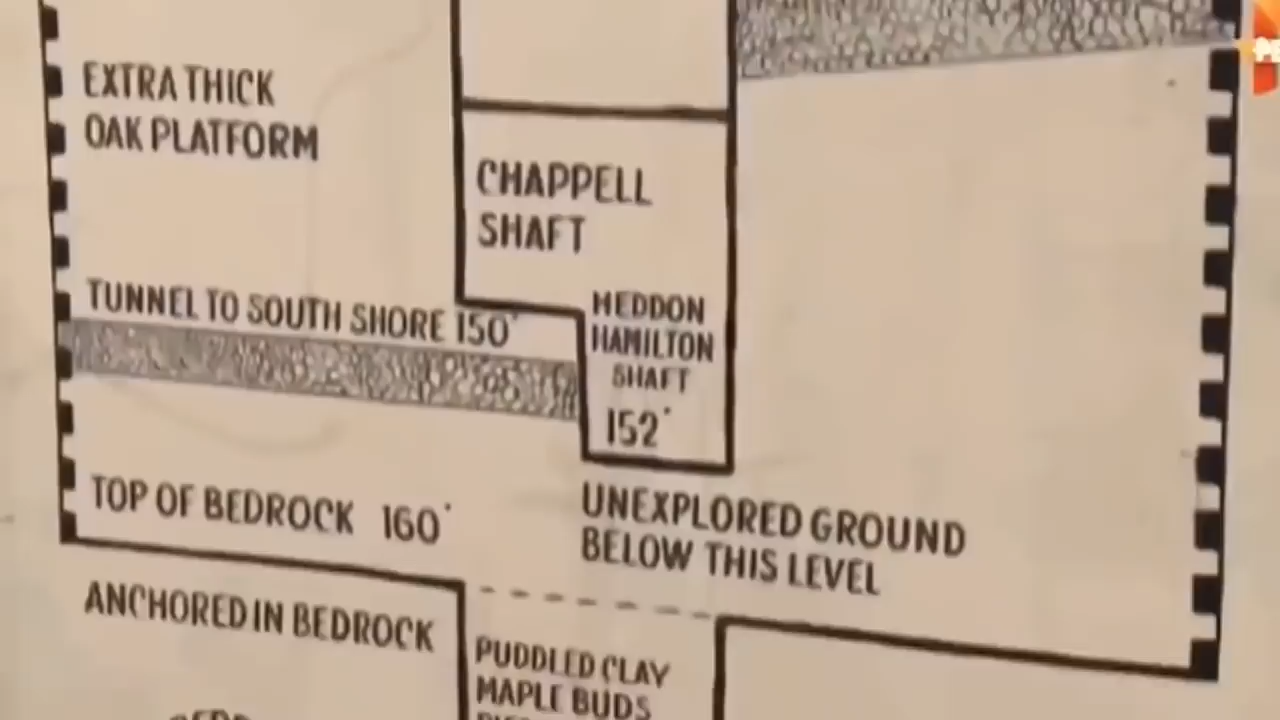 EXTRA THICK
OAK PLATFORM
CHAPPELL
SHAFT
TUNNEL TO SOUTH SHORE 150'
HEDDON
HAMILTON
SHAFT
152'
TOP OF BEDROCK 160'
UNEXPLORED GROUND
BELOW THIS LEVEL
ANCHORED IN BEDROCK
PUDDLED CLAY
MAPLE BUDS